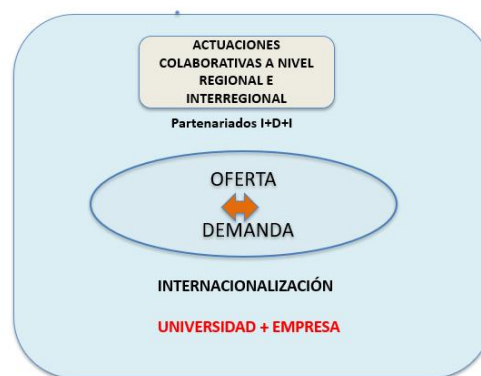 ACTUACIONES
COLABORATIVAS A NIVEL
REGIONAL E
INTERREGIONAL
Partenariados I+D+I
OFERTA
DEMANDA
INTERNACIONALIZACIÓN
UNIVERSIDAD + EMPRESA